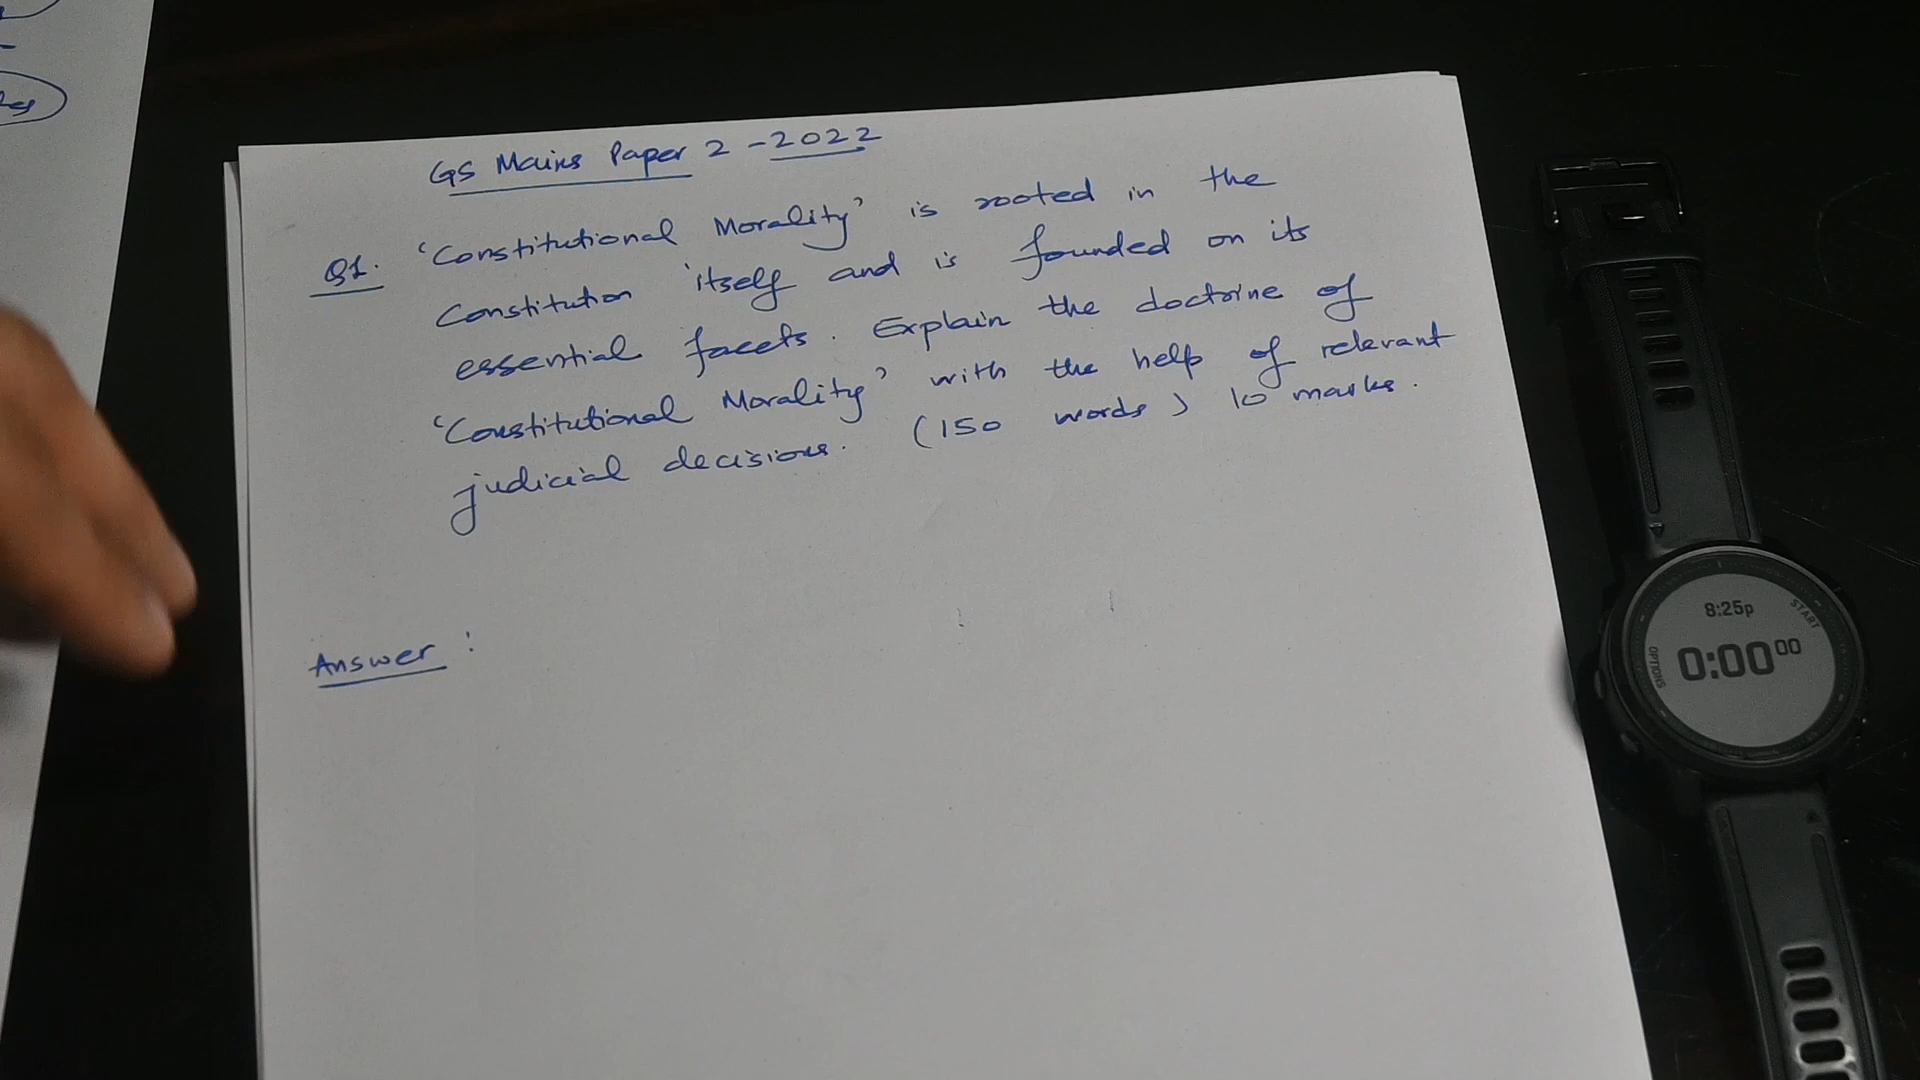 GS Mains Paper 2 - 2022
Q1. 'Constitutional Morality' is rooted in the
Constitution itself and is founded on its
essential facets. Explain the doctrine of
'Constitutional Morality' with the help of relevant
judicial decisions. (150 words) 10 marks.
Answer :
8:25p
START
0:00 00
OPTIONS